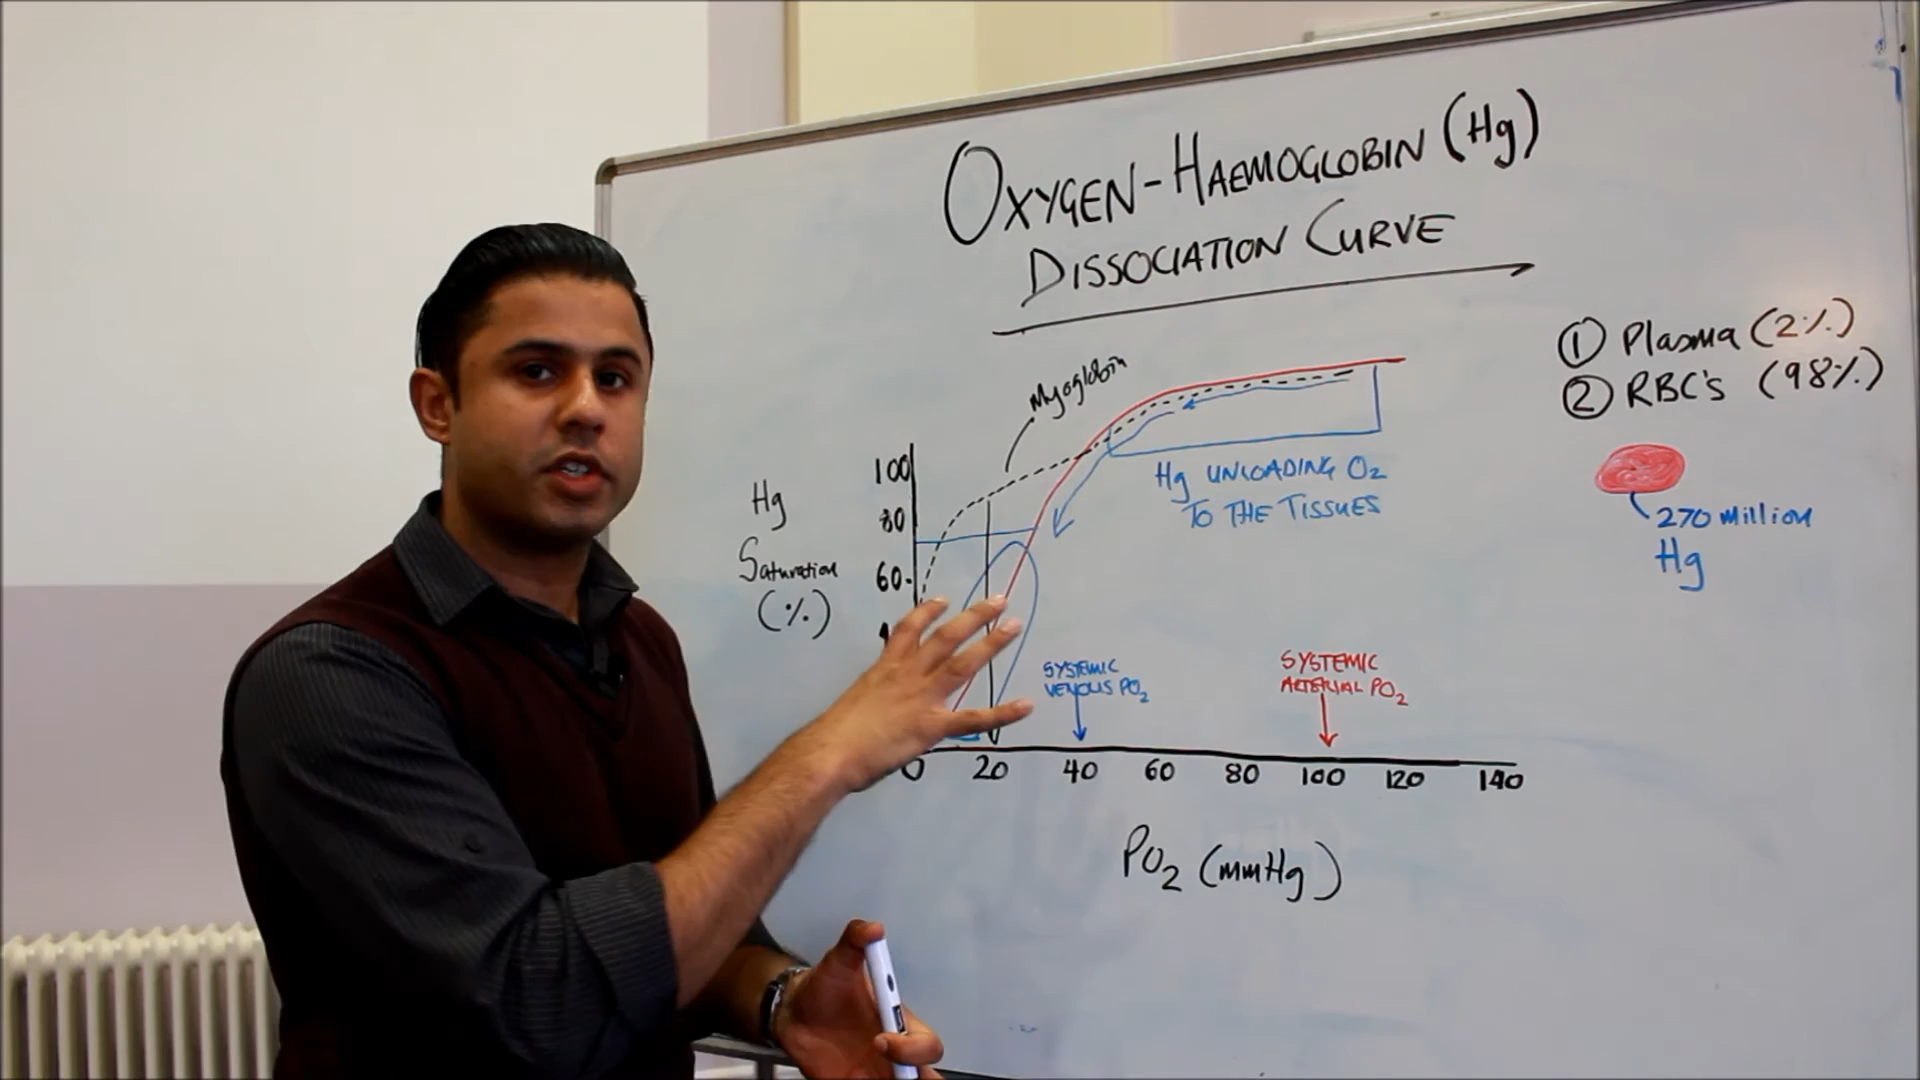 OXYGEN-HAEMOGLOBIN (Hg)
DISSOCIATION CURVE
① Plasma (2%)
② RBC's (98%)
270 million
Hg
Myoglobin
Hg UNLOADING O2
TO THE TISSUES
Hg
Saturation
(%)
100
80
60
SYSTEMIC
VENOUS PO2
SYSTEMIC
ARTERIAL PO2
0 20 40 60 80 100 120 140
PO2 (mmHg)